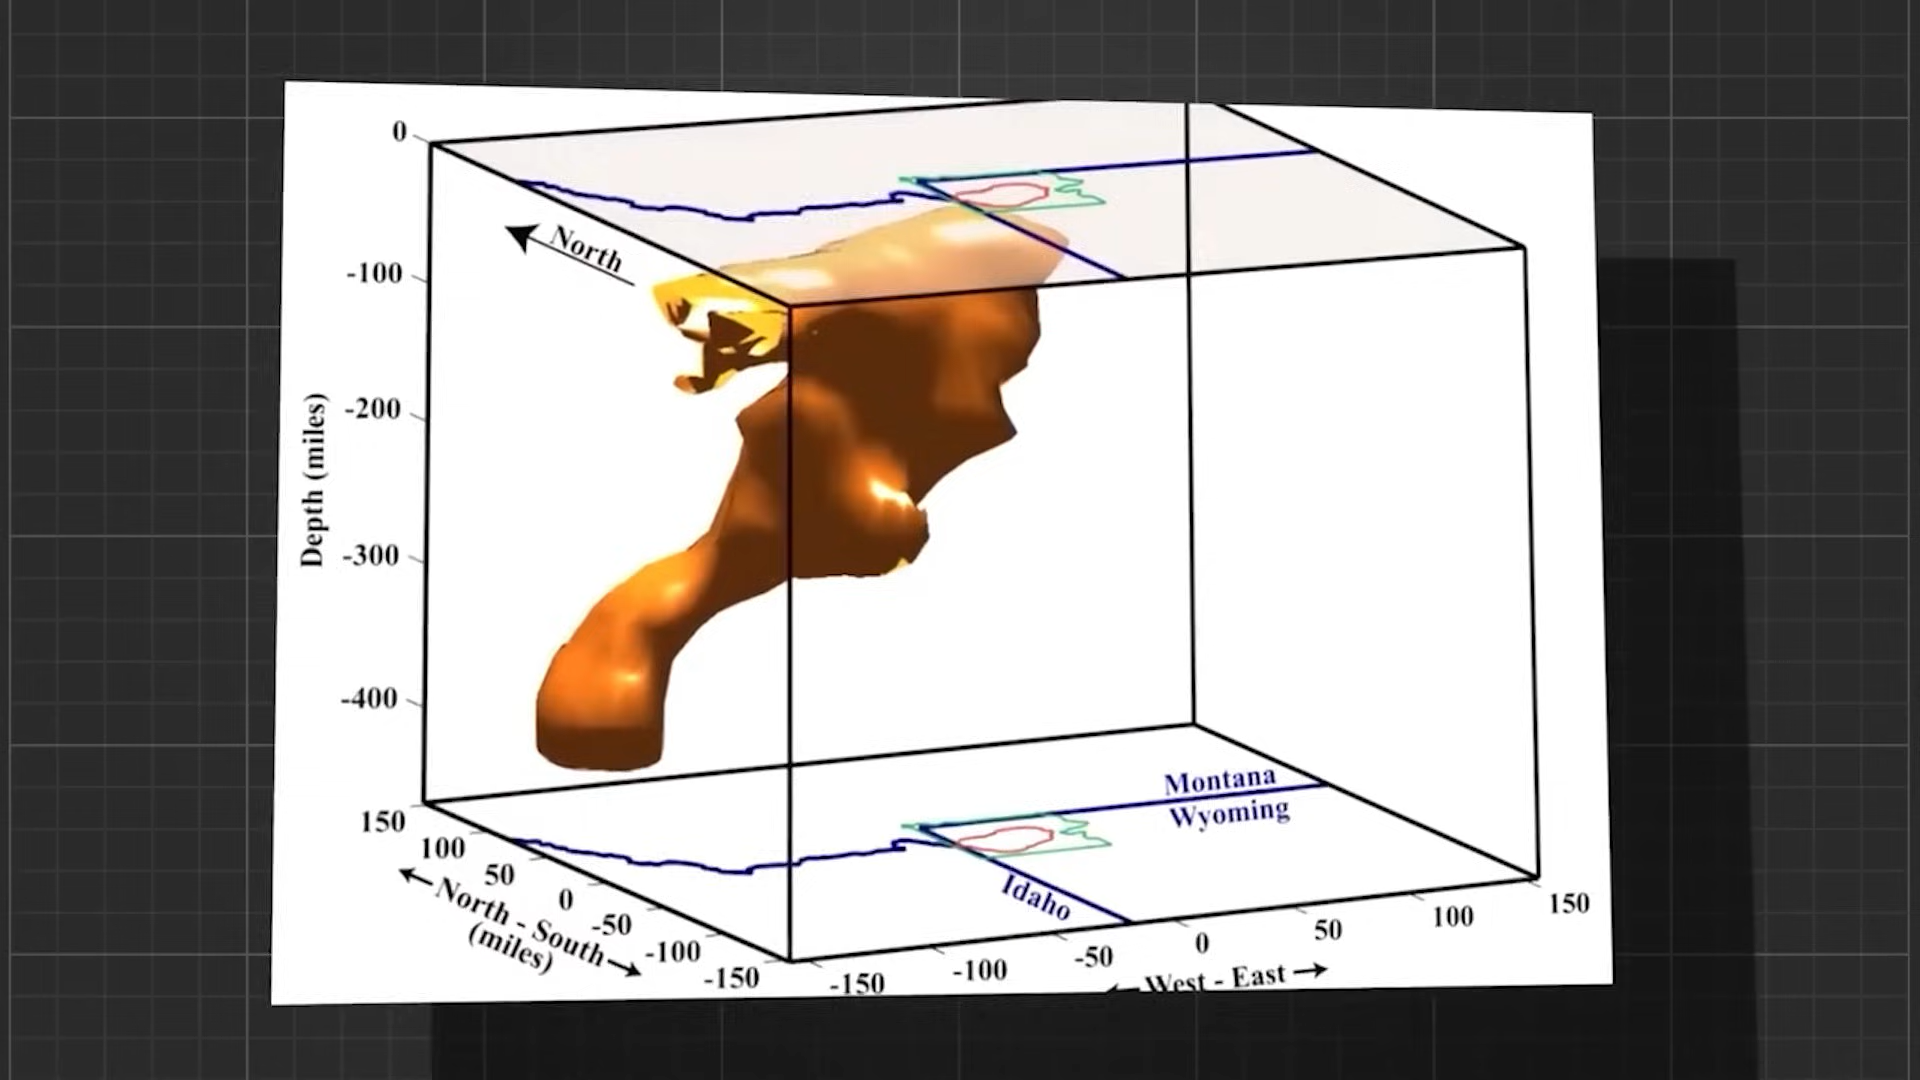 0
North
-100
-200
Depth (miles)
-300
-400
Montana
Wyoming
150
100
50
0
-50
-100
-150
North - South
(miles)
Idaho
-150
-100
-50
0
50
100
150
West - East